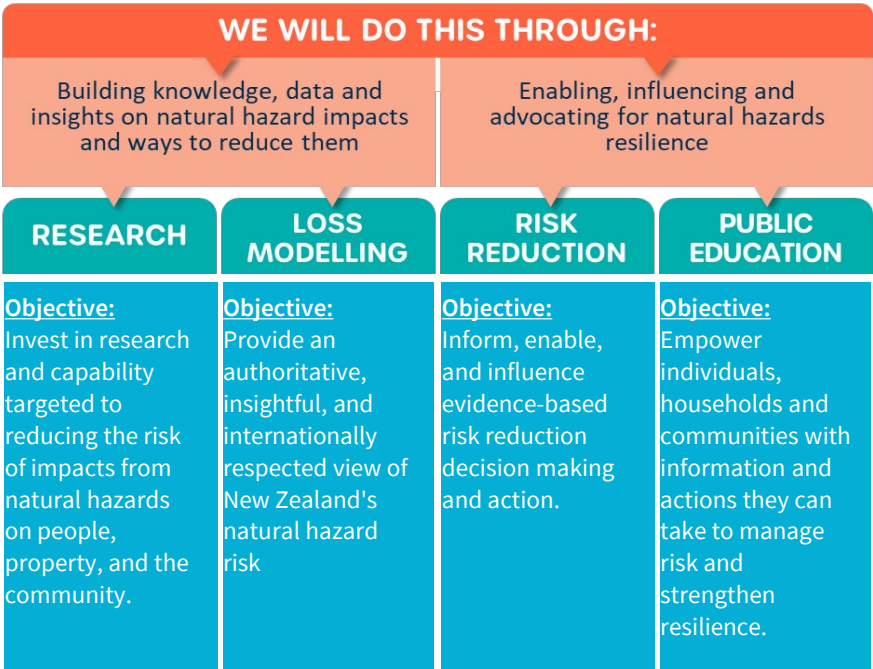 WE WILL DO THIS THROUGH:
Building knowledge, data and
insights on natural hazard impacts
and ways to reduce them
Enabling, influencing and
advocating for natural hazards
resilience
RESEARCH
LOSS
MODELLING
RISK
REDUCTION
PUBLIC
EDUCATION
Objective:
Invest in research
and capability
targeted to
reducing the risk
of impacts from
natural hazards
on people,
property, and the
community.
Objective:
Provide an
authoritative,
insightful, and
internationally
respected view of
New Zealand's
natural hazard
risk
Objective:
Inform, enable,
and influence
evidence-based
risk reduction
decision making
and action.
Objective:
Empower
individuals,
households and
communities with
information and
actions they can
take to manage
risk and
strengthen
resilience.